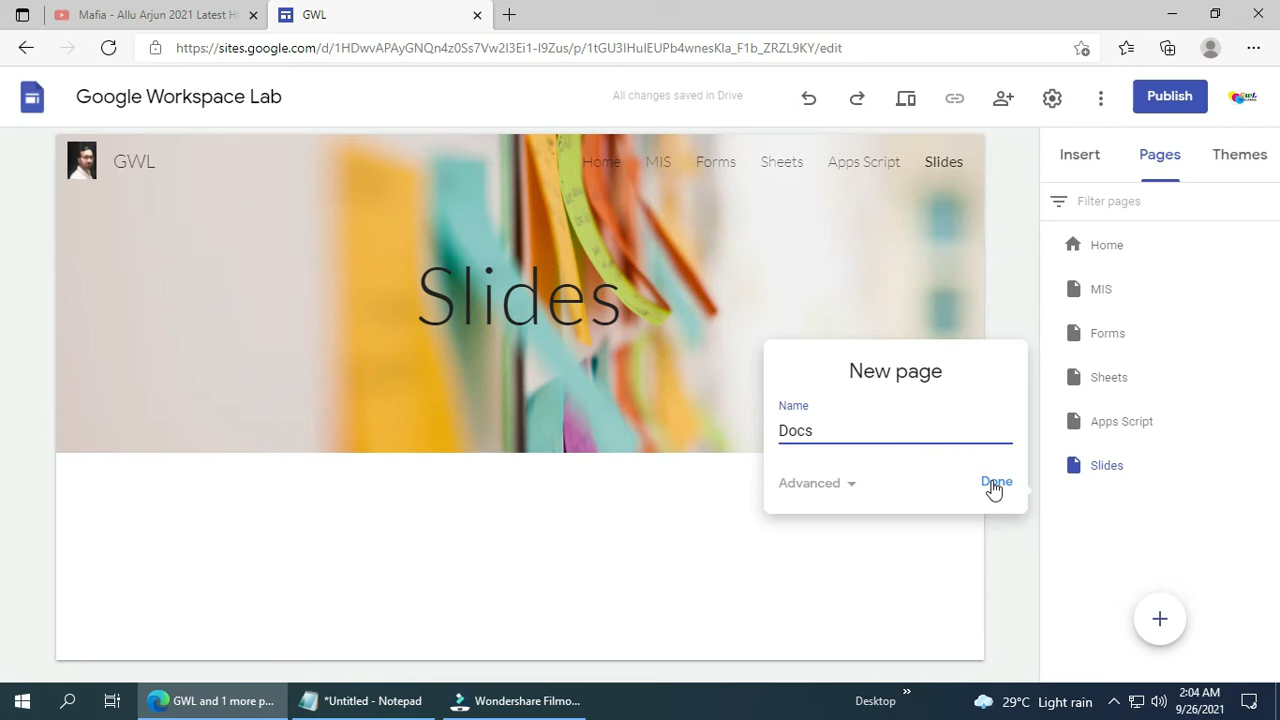 Mafia - Allu Arjun 2021 Latest H
GWL
https://sites.google.com/d/1HDwvAPAyGNQn4z0Ss7Vw2I3Ei1-I9Zus/p/1tGU3IHulEUPb4wnesKla_F1b_ZRZL9KY/edit
Google Workspace Lab
All changes saved in Drive
Publish
GWL
Home MIS Forms Sheets Apps Script Slides
Slides
Insert Pages Themes
Filter pages
Home
MIS
Forms
Sheets
Apps Script
Slides
New page
Name
Docs
Advanced
Done
GWL and 1 more p...
*Untitled - Notepad
Wondershare Filmo...
Desktop
29°C Light rain
2:04 AM
9/26/2021